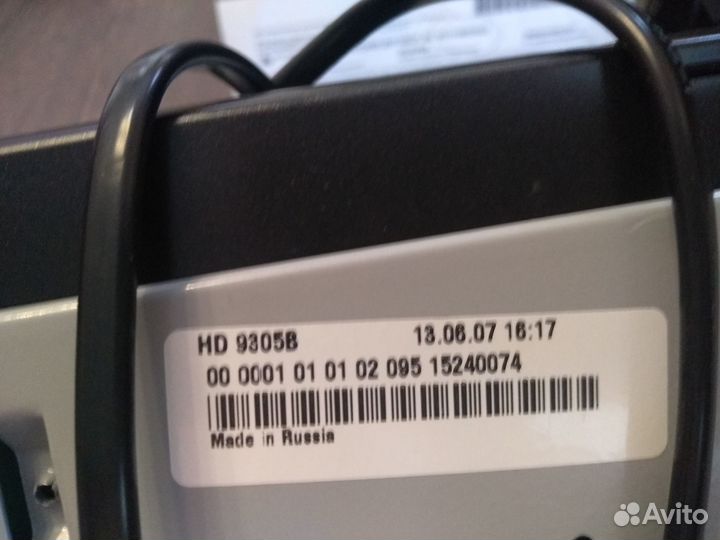 HD 9305B 13.06.07 16:17
00 0001 01 01 02 095 15240074
Made in Russia
Avito